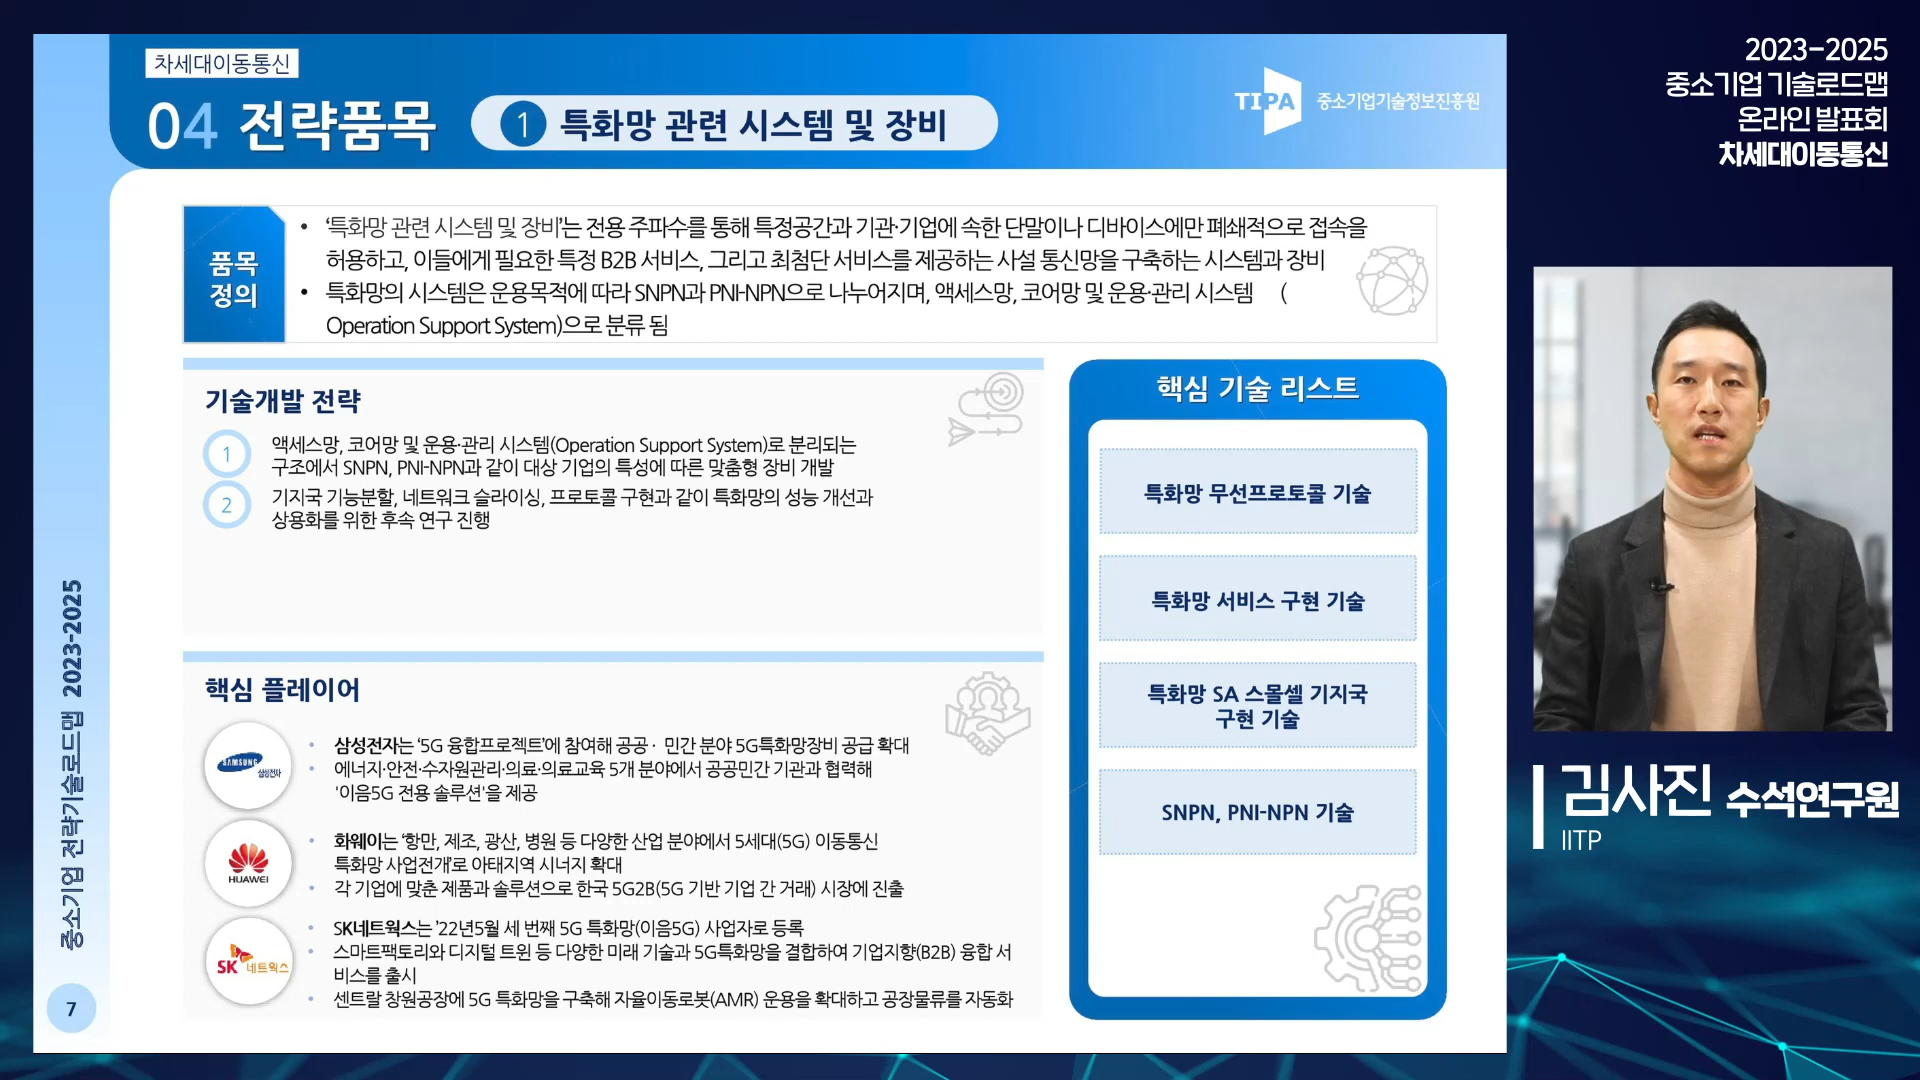 차세대이동통신
04 전략품목
1 특화망 관련 시스템 및 장비
TIPA 중소기업기술정보진흥원
2023-2025
중소기업 기술로드맵
온라인 발표회
차세대이동통신
품목
정의
• ‘특화망 관련 시스템 및 장비’는 전용 주파수를 통해 특정공간과 기관·기업에 속한 단말이나 디바이스에만 폐쇄적으로 접속을
허용하고, 이들에게 필요한 특정 B2B 서비스, 그리고 최첨단 서비스를 제공하는 사설 통신망을 구축하는 시스템과 장비
• 특화망의 시스템은 운용목적에 따라 SNPN과 PNI-NPN으로 나누어지며, 액세스망, 코어망 및 운용·관리 시스템 (
Operation Support System)으로 분류 됨
기술개발 전략
1 액세스망, 코어망 및 운용·관리 시스템(Operation Support System)로 분리되는
구조에서 SNPN, PNI-NPN과 같이 대상 기업의 특성에 따른 맞춤형 장비 개발
2 기지국 기능분할, 네트워크 슬라이싱, 프로토콜 구현과 같이 특화망의 성능 개선과
상용화를 위한 후속 연구 진행
핵심 플레이어
SAMSUNG
삼성전자
• 삼성전자는 ‘5G 융합프로젝트’에 참여해 공공 · 민간 분야 5G특화망장비 공급 확대
• 에너지·안전·수자원관리·의료·의료교육 5개 분야에서 공공민간 기관과 협력해
'이음5G 전용 솔루션'을 제공
HUAWEI
• 화웨이는 ‘항만, 제조, 광산, 병원 등 다양한 산업 분야에서 5세대(5G) 이동통신
특화망 사업전개’로 아태지역 시너지 확대
• 각 기업에 맞춘 제품과 솔루션으로 한국 5G2B(5G 기반 기업 간 거래) 시장에 진출
SK 네트웍스
• SK네트웍스는 ’22년5월 세 번째 5G 특화망(이음5G) 사업자로 등록
• 스마트팩토리와 디지털 트윈 등 다양한 미래 기술과 5G특화망을 결합하여 기업지향(B2B) 융합 서
비스를 출시
• 센트랄 창원공장에 5G 특화망을 구축해 자율이동로봇(AMR) 운용을 확대하고 공장물류를 자동화
핵심 기술 리스트
특화망 무선프로토콜 기술
특화망 서비스 구현 기술
특화망 SA 스몰셀 기지국
구현 기술
SNPN, PNI-NPN 기술
중소기업 전략기술로드맵 2023-2025
7
김사진 수석연구원
IITP